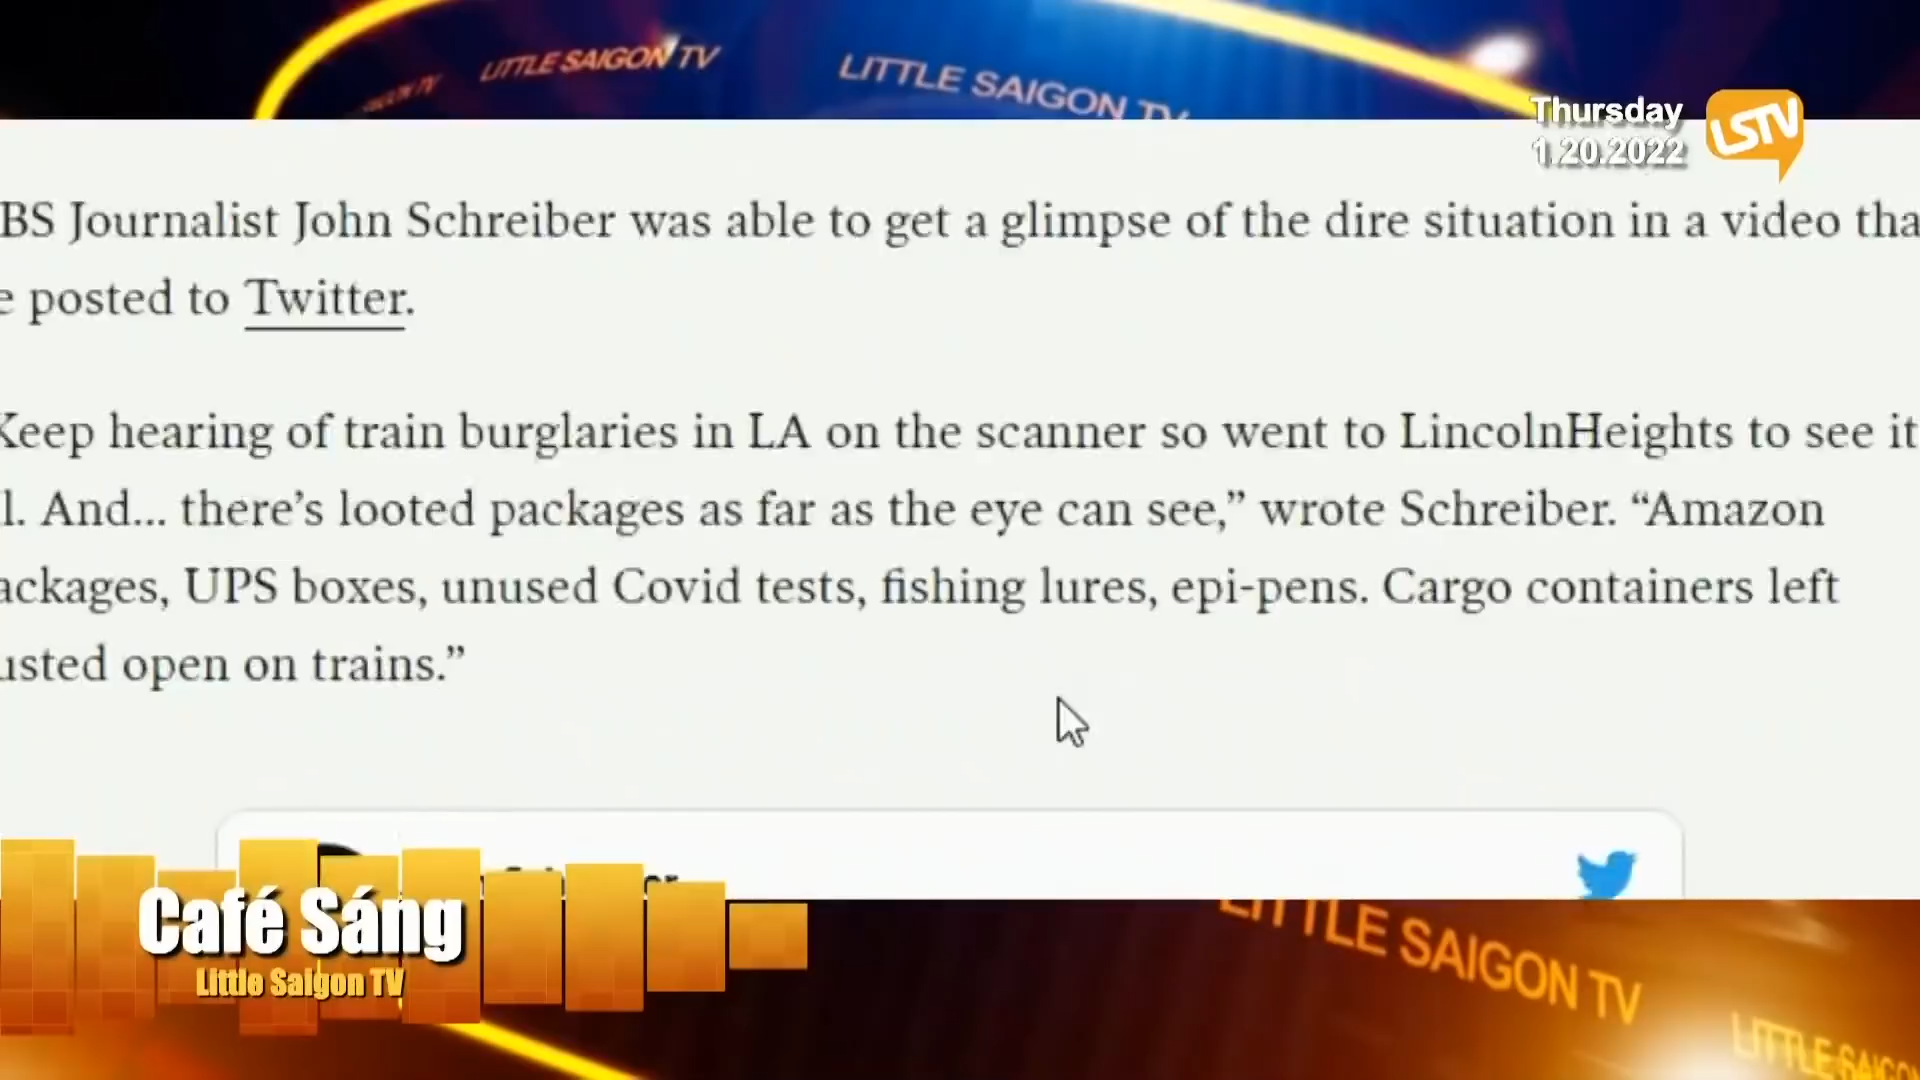 LITTLE SAIGON TV
LITTLE SAIGON TV
Thursday
1.20.2022
LSTV
BS Journalist John Schreiber was able to get a glimpse of the dire situation in a video tha
e posted to Twitter.
Keep hearing of train burglaries in LA on the scanner so went to LincolnHeights to see it
l. And... there’s looted packages as far as the eye can see,” wrote Schreiber. “Amazon
ackages, UPS boxes, unused Covid tests, fishing lures, epi-pens. Cargo containers left
usted open on trains.”
Café Sáng
Little Saigon TV
LITTLE SAIGON TV
LITTLE SAIGON